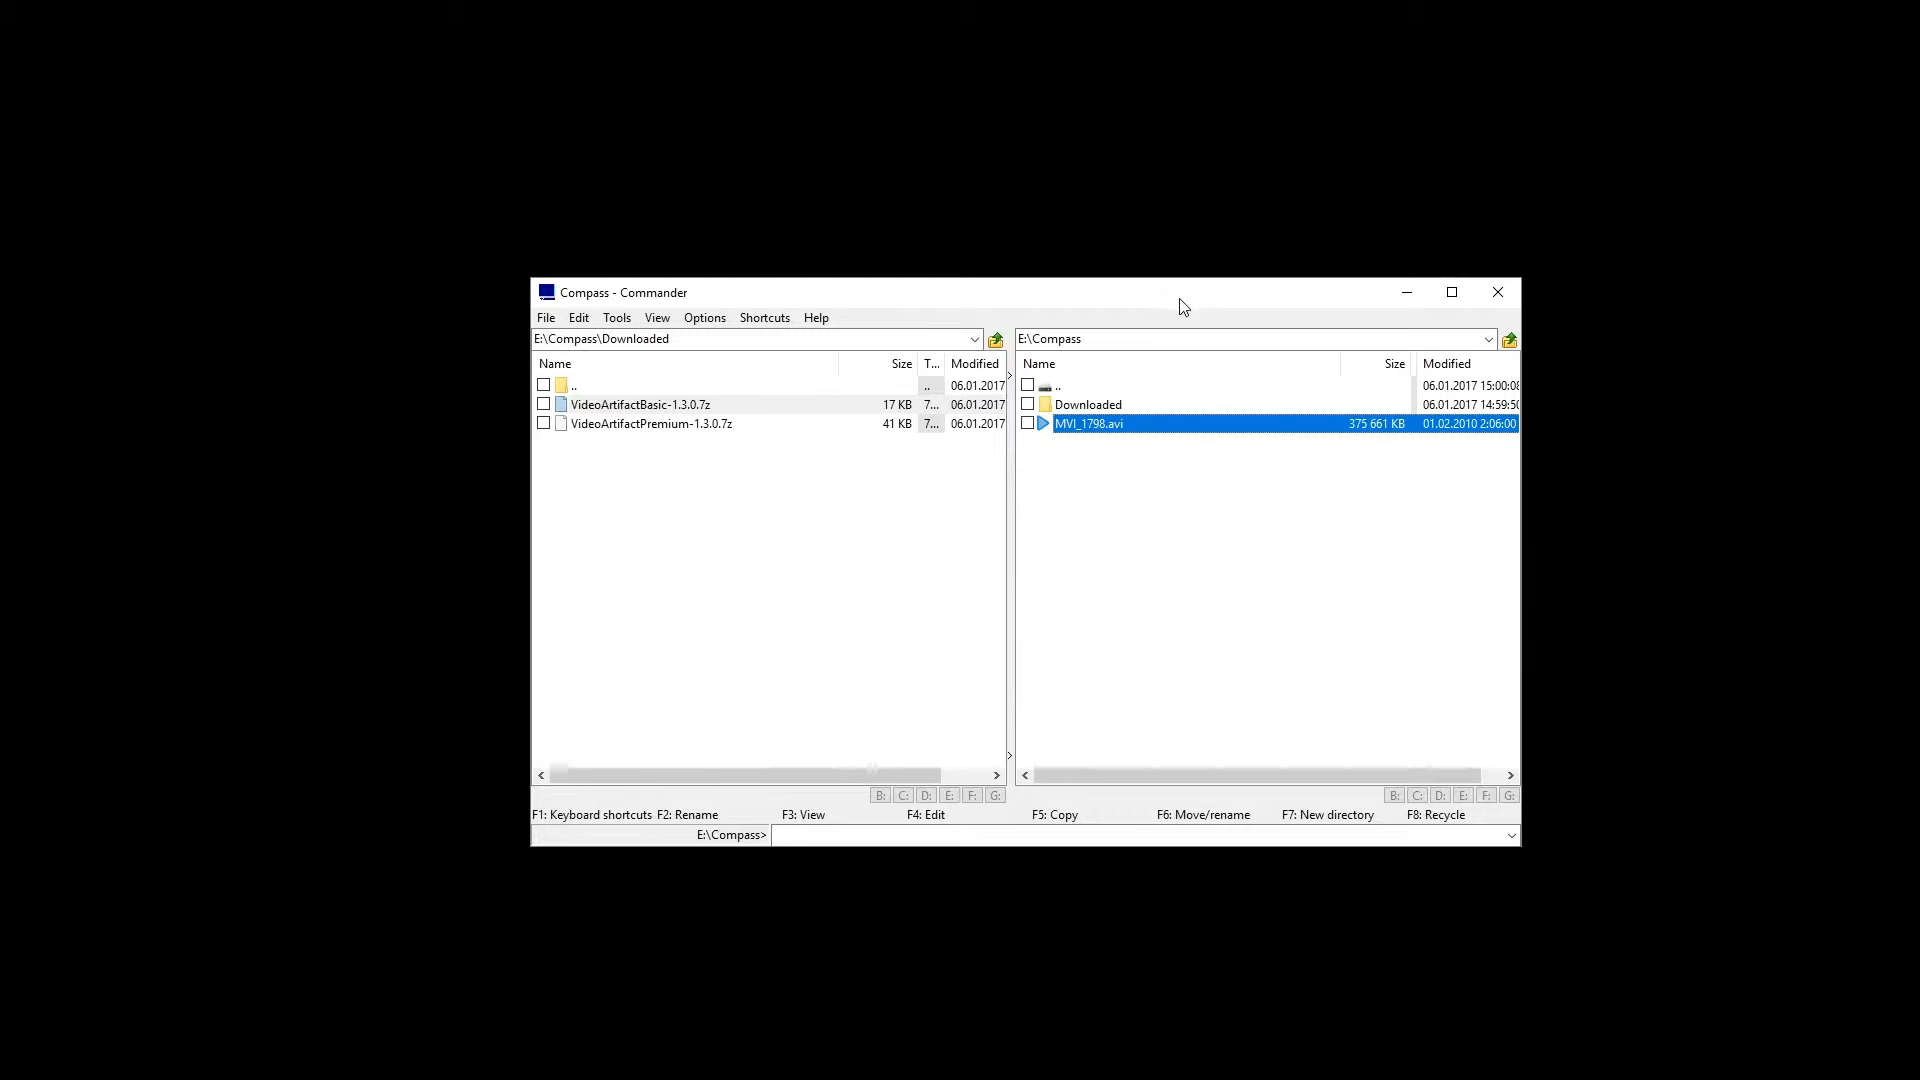 Compass - Commander
File Edit Tools View Options Shortcuts Help
E:\Compass\Downloaded
E:\Compass
Name Size T... Modified
.. .. 06.01.2017
VideoArtifactBasic-1.3.0.7z 17 KB 7... 06.01.2017
VideoArtifactPremium-1.3.0.7z 41 KB 7... 06.01.2017
Name Size Modified
.. 06.01.2017 15:00:08
Downloaded 06.01.2017 14:59:50
MVI_1798.avi 375 661 KB 01.02.2010 2:06:00
B: C: D: E: F: G:
B: C: D: E: F: G:
F1: Keyboard shortcuts F2: Rename F3: View F4: Edit F5: Copy F6: Move/rename F7: New directory F8: Recycle
E:\Compass>